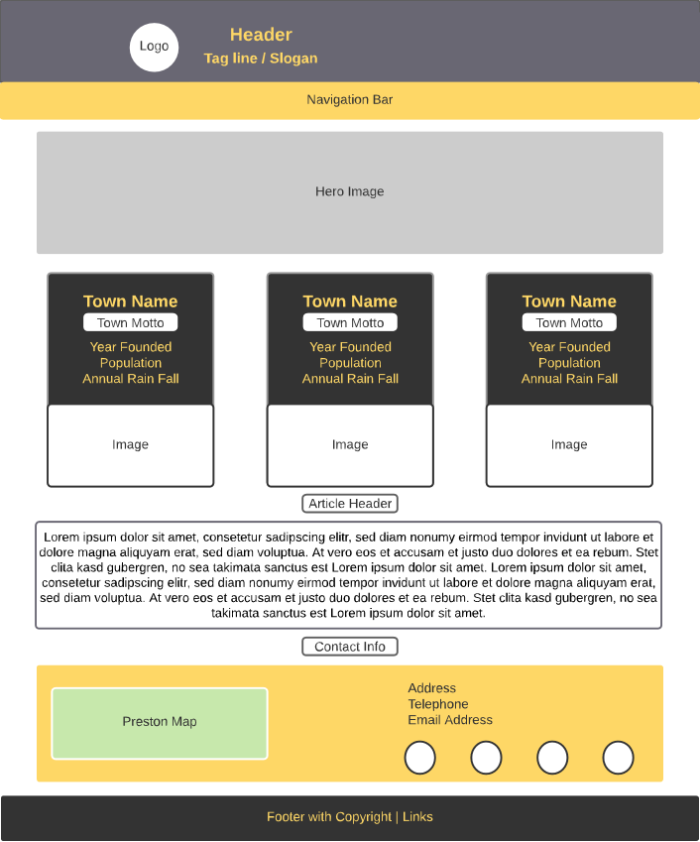 Logo
Header
Tag line / Slogan
Navigation Bar
Hero Image
Town Name
Town Motto
Year Founded
Population
Annual Rain Fall
Image
Town Name
Town Motto
Year Founded
Population
Annual Rain Fall
Image
Town Name
Town Motto
Year Founded
Population
Annual Rain Fall
Image
Article Header
Lorem ipsum dolor sit amet, consetetur sadipscing elitr, sed diam nonumy eirmod tempor invidunt ut labore et
dolore magna aliquyam erat, sed diam voluptua. At vero eos et accusam et justo duo dolores et ea rebum. Stet
clita kasd gubergren, no sea takimata sanctus est Lorem ipsum dolor sit amet. Lorem ipsum dolor sit amet,
consetetur sadipscing elitr, sed diam nonumy eirmod tempor invidunt ut labore et dolore magna aliquyam erat,
sed diam voluptua. At vero eos et accusam et justo duo dolores et ea rebum. Stet clita kasd gubergren, no sea
takimata sanctus est Lorem ipsum dolor sit amet.
Contact Info
Preston Map
Address
Telephone
Email Address
Footer with Copyright | Links